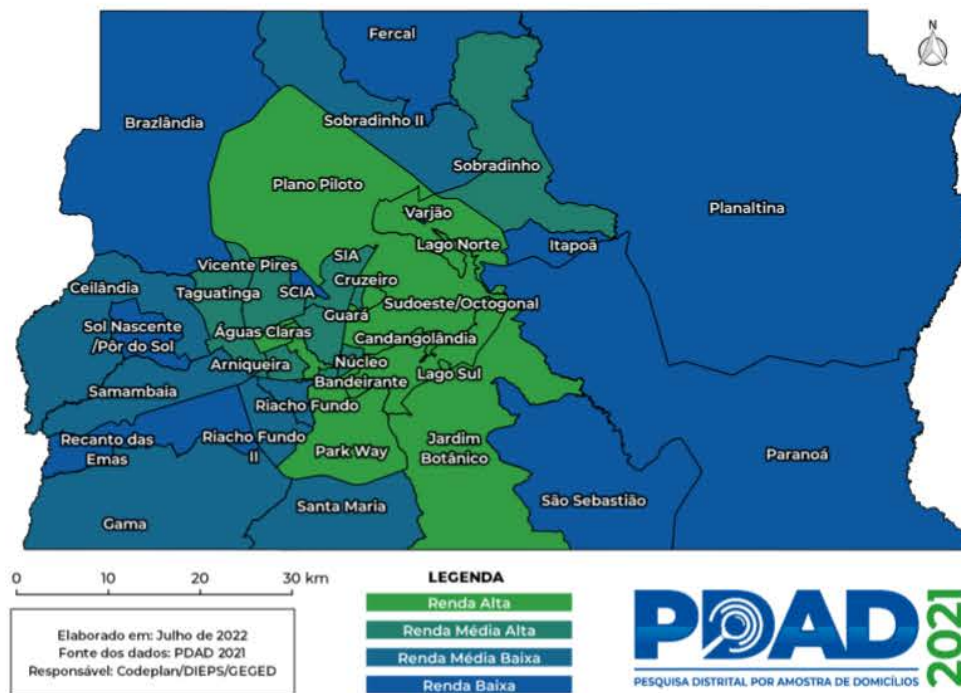 Fercal
N
Brazlândia
Sobradinho II
Sobradinho
Plano Piloto
Varjão
Planaltina
Lago Norte
Itapoã
SIA
Vicente Pires
Cruzeiro
Ceilândia
Taguatinga
SCIA
Sudoeste/Octogonal
Guará
Sol Nascente
/Pôr do Sol
Águas Claras
Candangolândia
Arniqueira
Núcleo
Bandeirante
Lago Sul
Samambaia
Riacho Fundo
Recanto das
Emas
Riacho Fundo
II
Park Way
Jardim
Botânico
Paranoá
São Sebastião
Santa Maria
Gama
0 10 20 30 km
Elaborado em: Julho de 2022
Fonte dos dados: PDAD 2021
Responsável: Codeplan/DIEPS/GEGED
LEGENDA
Renda Alta
Renda Média Alta
Renda Média Baixa
Renda Baixa
PDAD
2021
PESQUISA DISTRITAL POR AMOSTRA DE DOMICÍLIOS